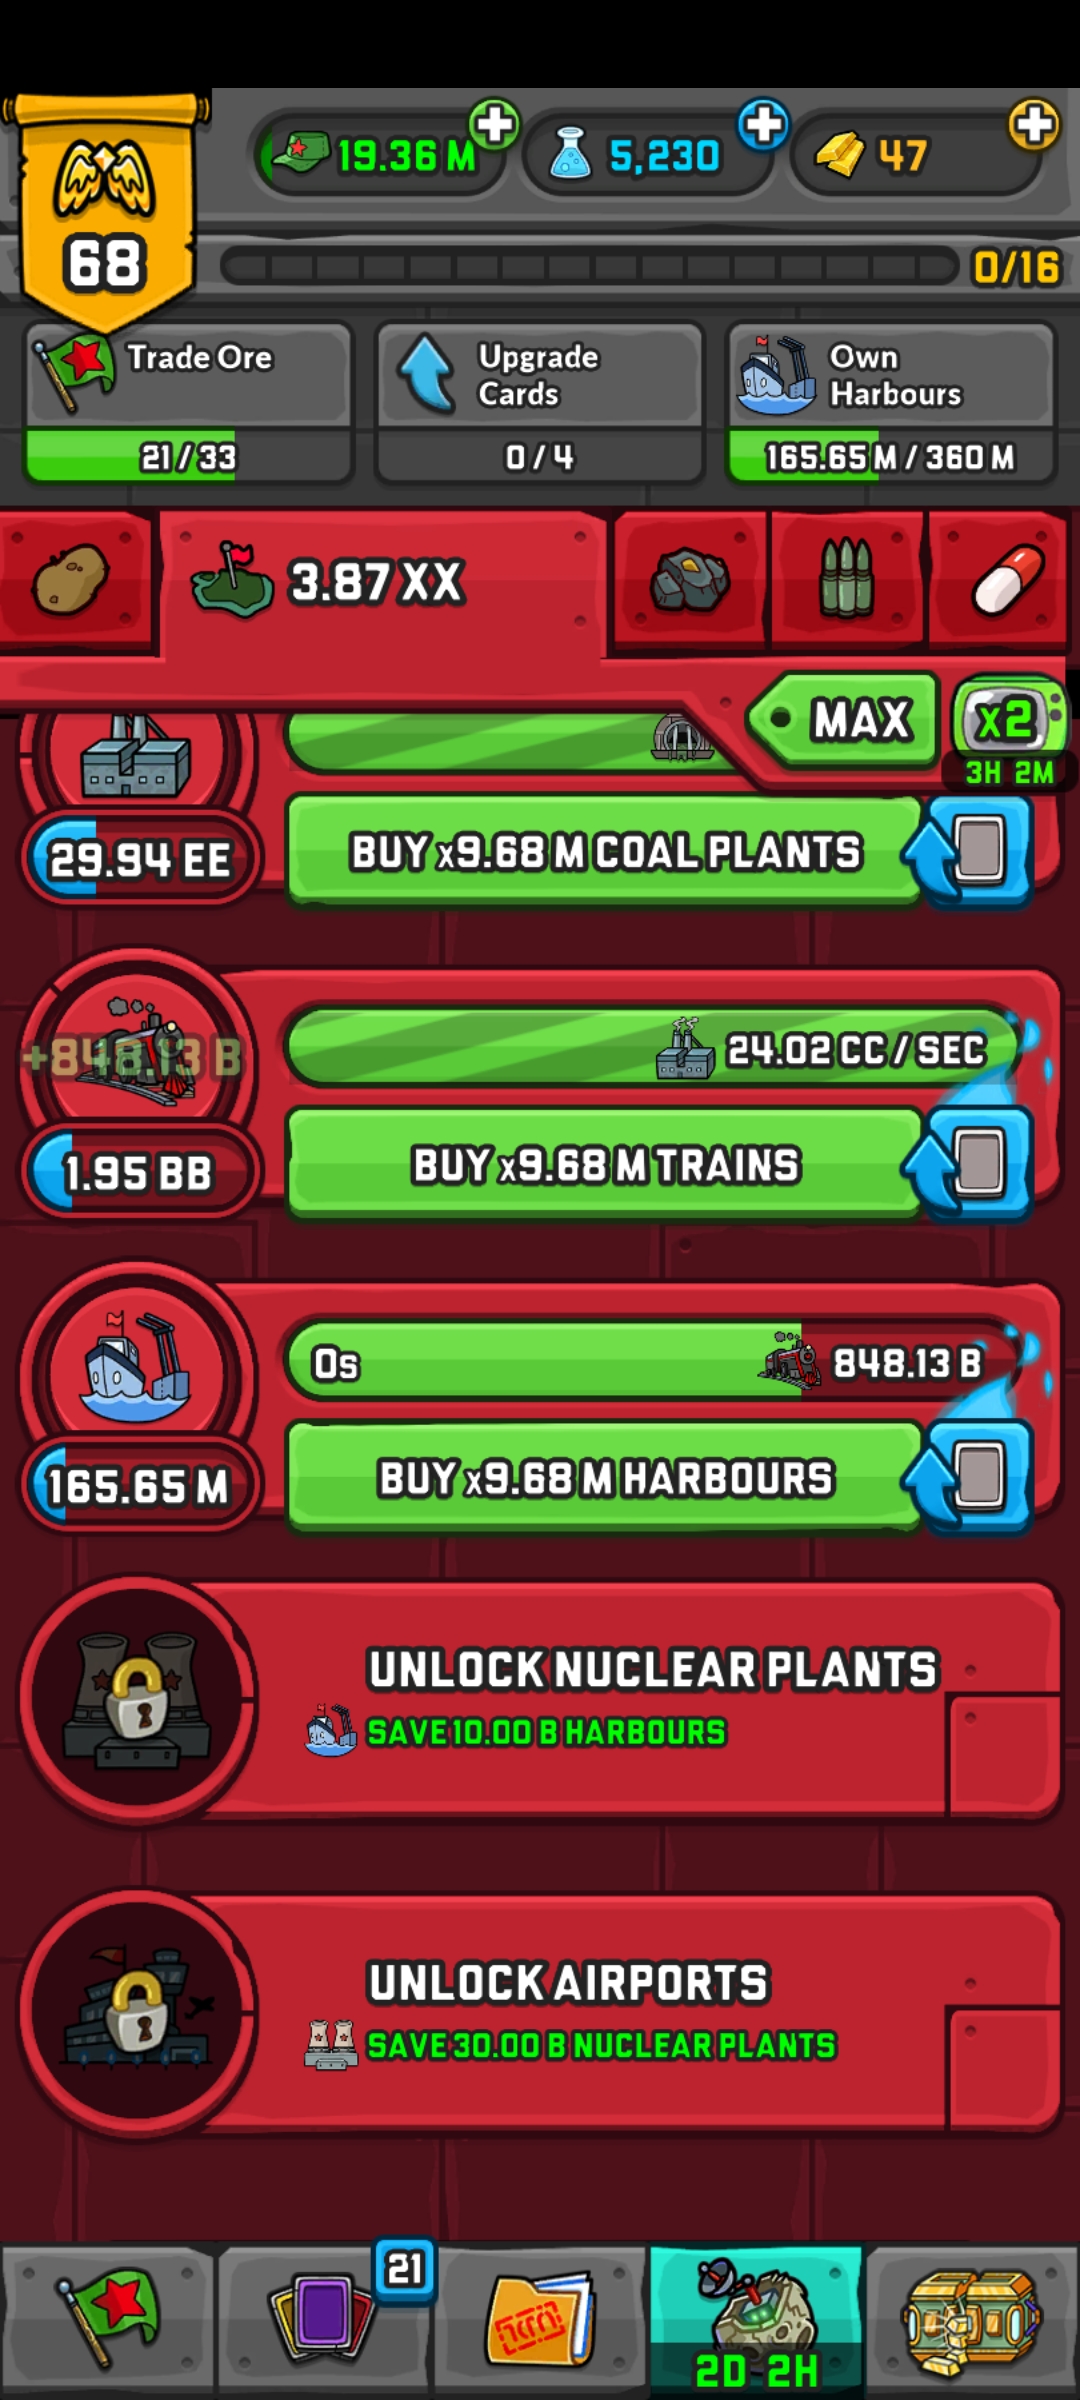 19.36 M
5,230
47
68
0/16
Trade Ore
21/33
Upgrade
Cards
0/4
Own
Harbours
165.65 M / 360 M
3.87 XX
MAX
x2
3H 2M
29.94 EE
BUY x9.68 M COAL PLANTS
+848.13 B
24.02 CC / SEC
1.95 BB
BUY x9.68 M TRAINS
0s
848.13 B
165.65 M
BUY x9.68 M HARBOURS
UNLOCK NUCLEAR PLANTS
SAVE 10.00 B HARBOURS
UNLOCK AIRPORTS
SAVE 30.00 B NUCLEAR PLANTS
21
2D 2H